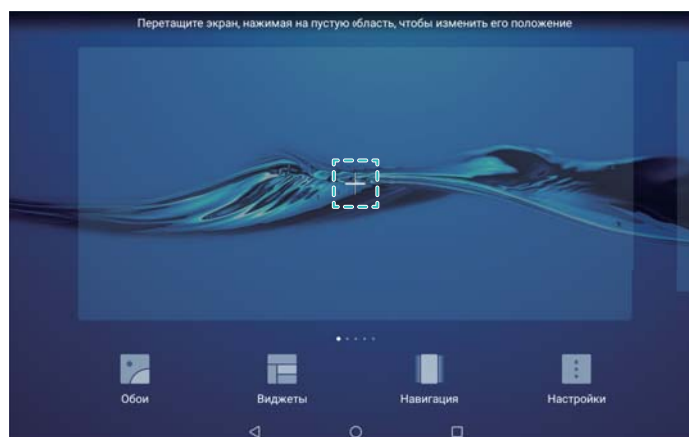 Перетащите экран, нажимая на пустую область, чтобы изменить его положение
Обои
Виджеты
Навигация
Настройки